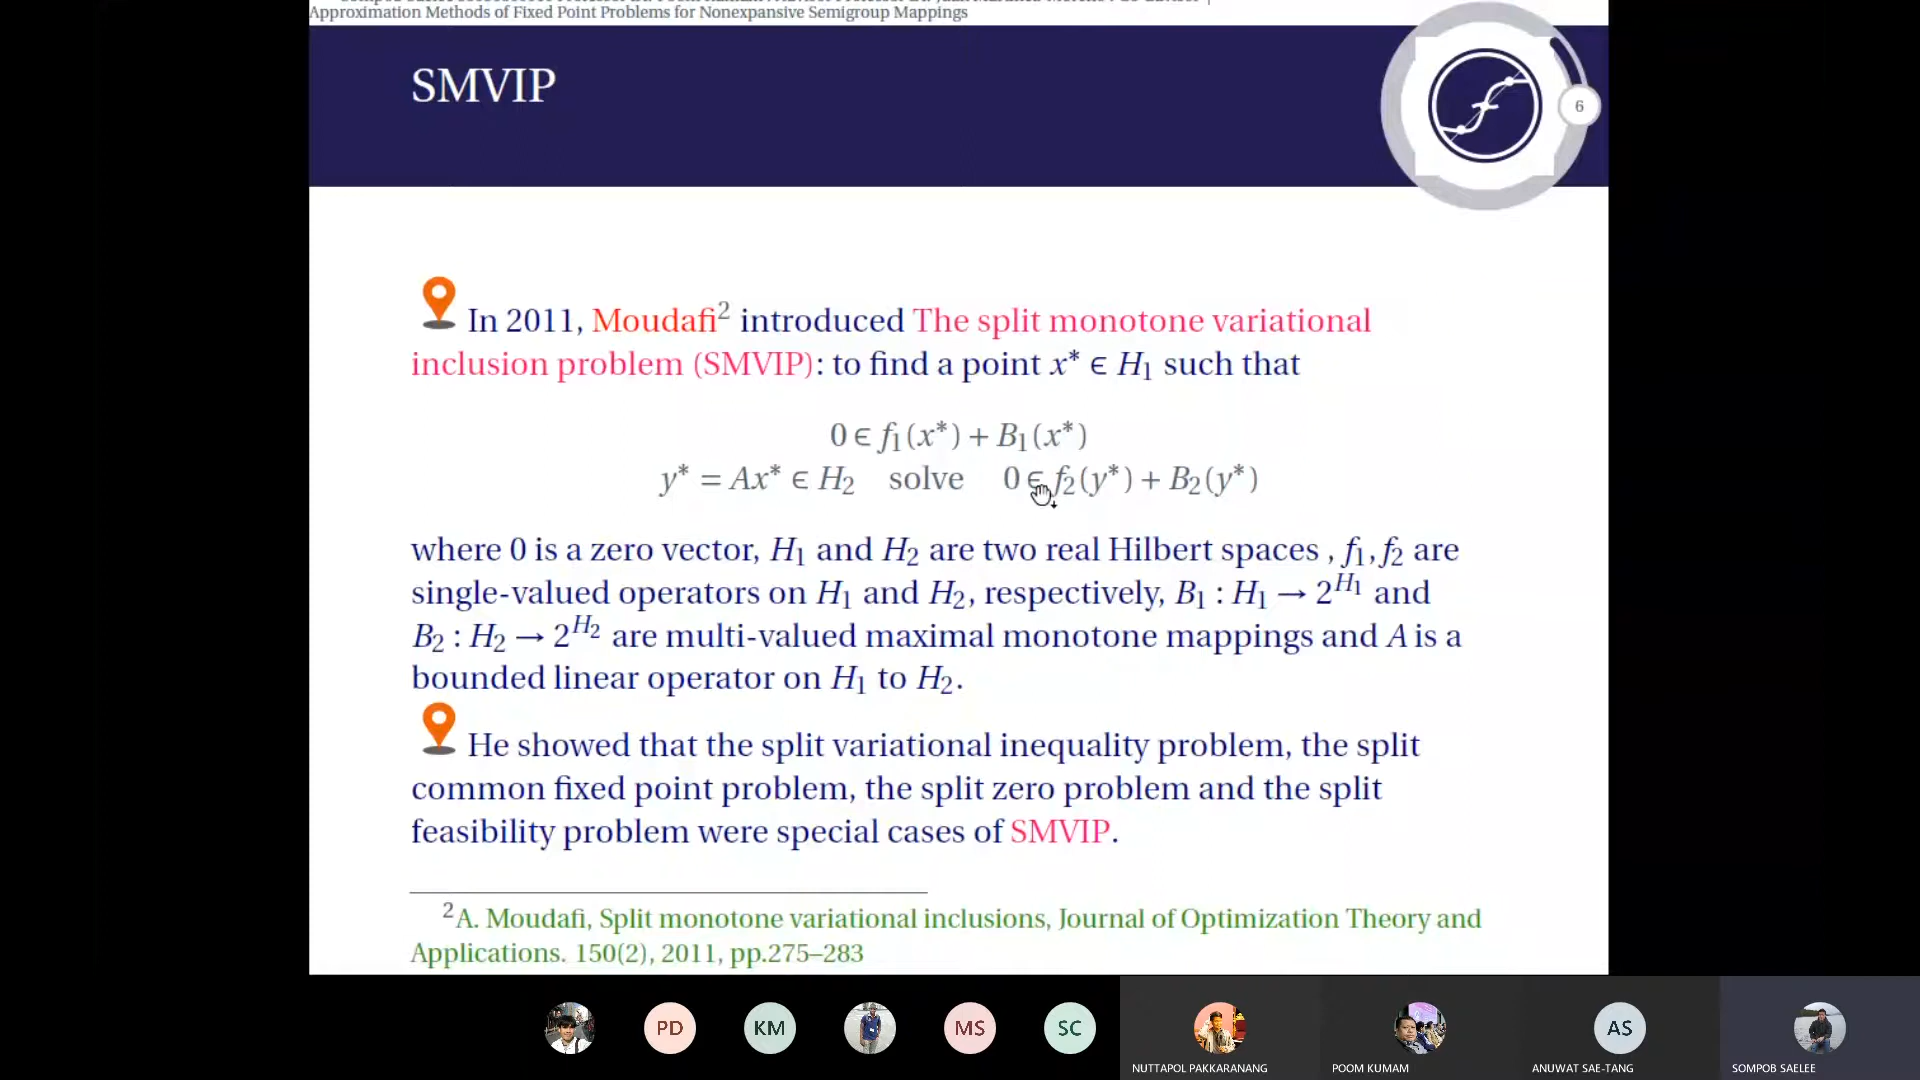 Approximation Methods of Fixed Point Problems for Nonexpansive Semigroup Mappings
SMVIP
6
In 2011, Moudafi² introduced The split monotone variational
inclusion problem (SMVIP): to find a point x* ∈ H₁ such that
0 ∈ f₁(x*) + B₁(x*)
y* = Ax* ∈ H₂ solve 0 ∈ f₂(y*) + B₂(y*)
where 0 is a zero vector, H₁ and H₂ are two real Hilbert spaces , f₁, f₂ are
single-valued operators on H₁ and H₂, respectively, B₁ : H₁ → 2^{H₁} and
B₂ : H₂ → 2^{H₂} are multi-valued maximal monotone mappings and A is a
bounded linear operator on H₁ to H₂.
He showed that the split variational inequality problem, the split
common fixed point problem, the split zero problem and the split
feasibility problem were special cases of SMVIP.
²A. Moudafi, Split monotone variational inclusions, Journal of Optimization Theory and
Applications. 150(2), 2011, pp.275–283
PD KM MS SC AS
NUTTAPOL PAKKARANANG POOM KUMAM ANUWAT SAE-TANG SOMPOB SAELEE